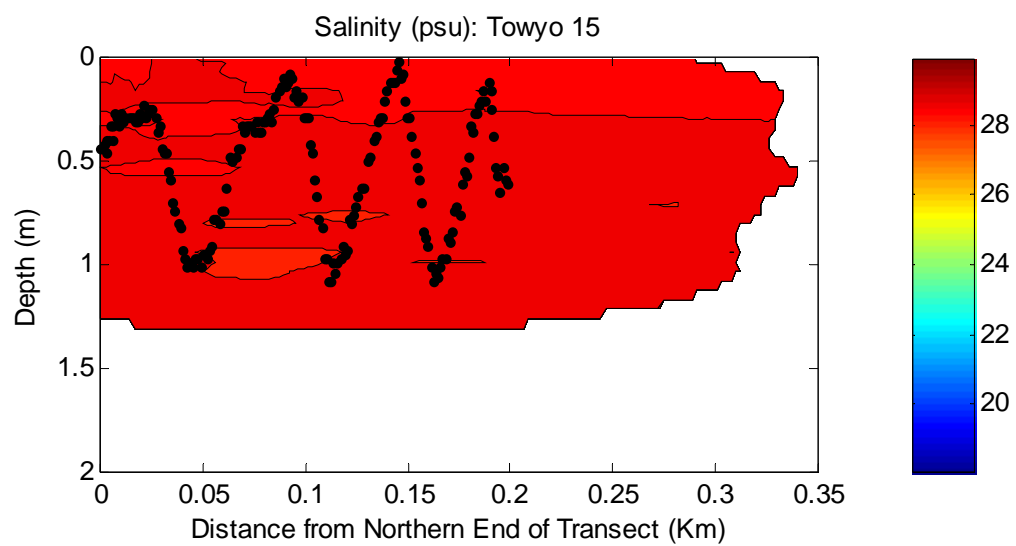 Salinity (psu): Towyo 15
0
0.5
1
1.5
2
Depth (m)
0 0.05 0.1 0.15 0.2 0.25 0.3 0.35
Distance from Northern End of Transect (Km)
28
26
24
22
20